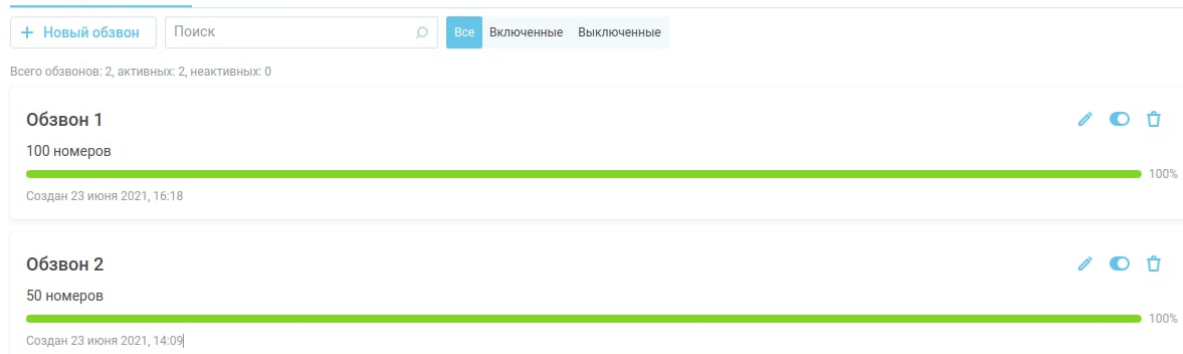 + Новый обзвон Поиск Все Включенные Выключенные
Всего обзвонов: 2, активных: 2, неактивных: 0
Обзвон 1
100 номеров
100%
Создан 23 июня 2021, 16:18
Обзвон 2
50 номеров
100%
Создан 23 июня 2021, 14:09